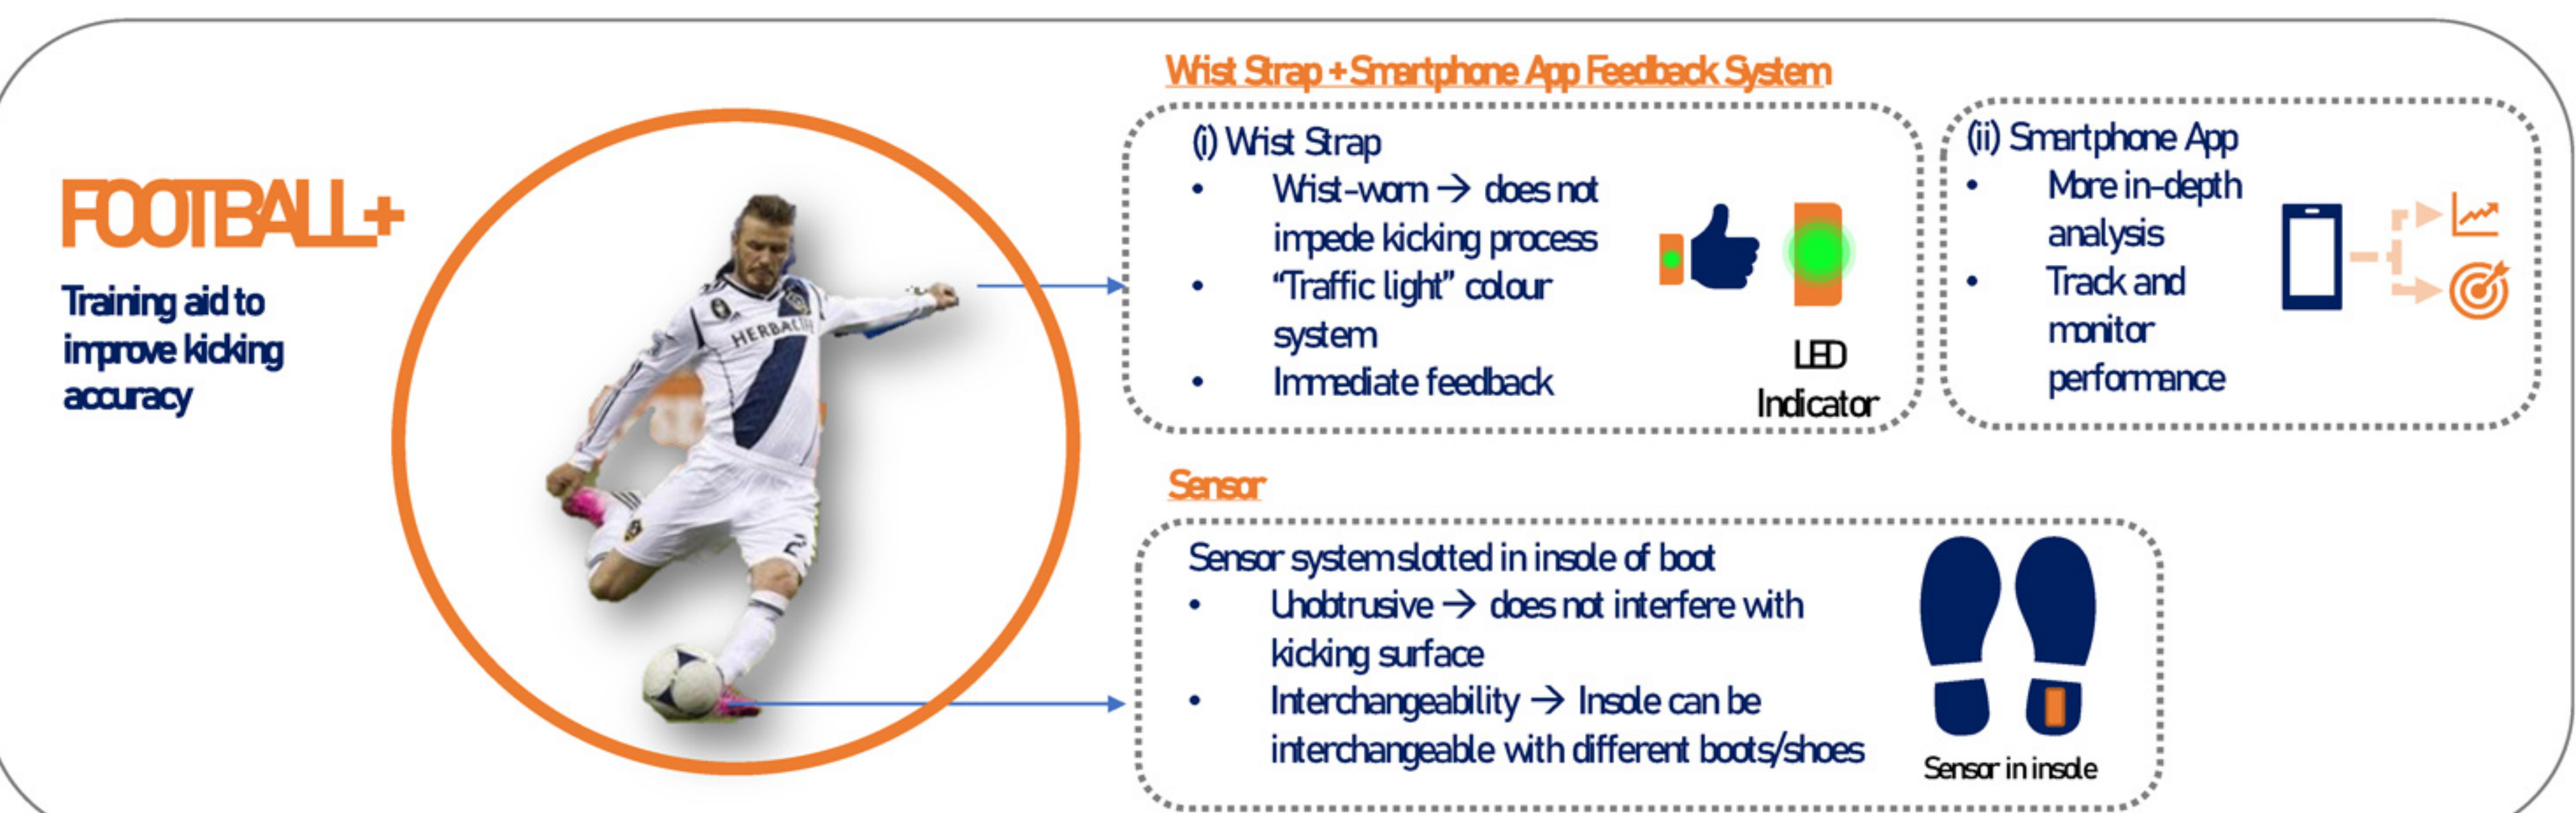 FOOTBALL+
Training aid to
improve kicking
accuracy
HERBALIFE
2
Wrist Strap + Smartphone App Feedback System
(i) Wrist Strap
• Wrist-worn → does not
impede kicking process
• “Traffic light” colour
system
• Immediate feedback
LED
Indicator
(ii) Smartphone App
• More in-depth
analysis
• Track and
monitor
performance
Sensor
Sensor system slotted in insole of boot
• Unobtrusive → does not interfere with
kicking surface
• Interchangeability → Insole can be
interchangeable with different boots/shoes
Sensor in insole